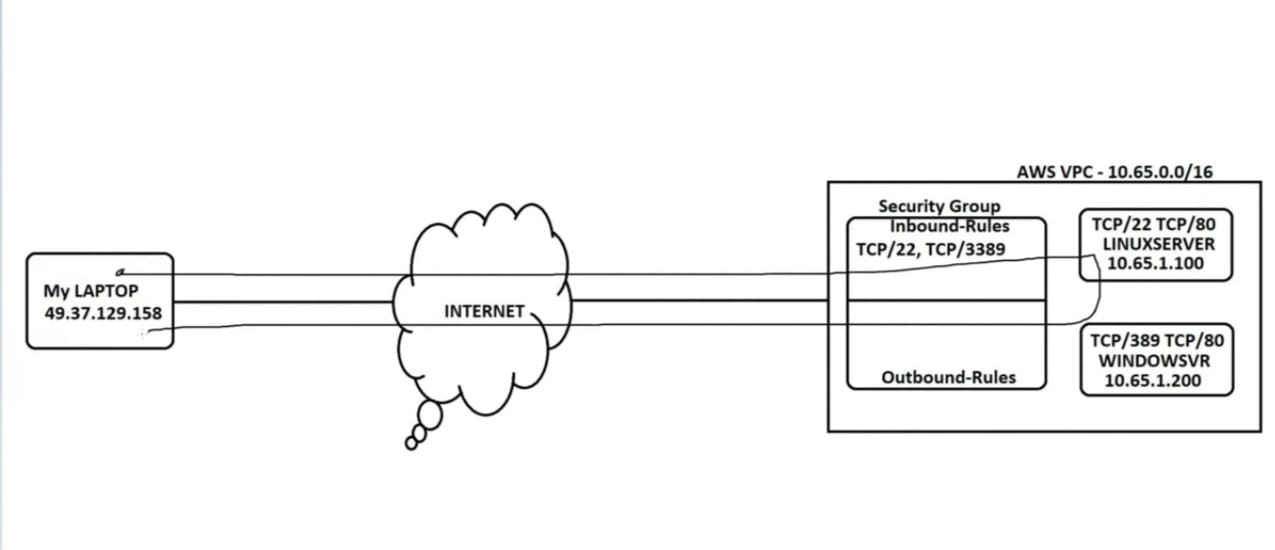 AWS VPC - 10.65.0.0/16
Security Group
Inbound-Rules
TCP/22, TCP/3389
TCP/22 TCP/80
LINUXSERVER
10.65.1.100
My LAPTOP
49.37.129.158
INTERNET
TCP/389 TCP/80
WINDOWSVR
10.65.1.200
Outbound-Rules